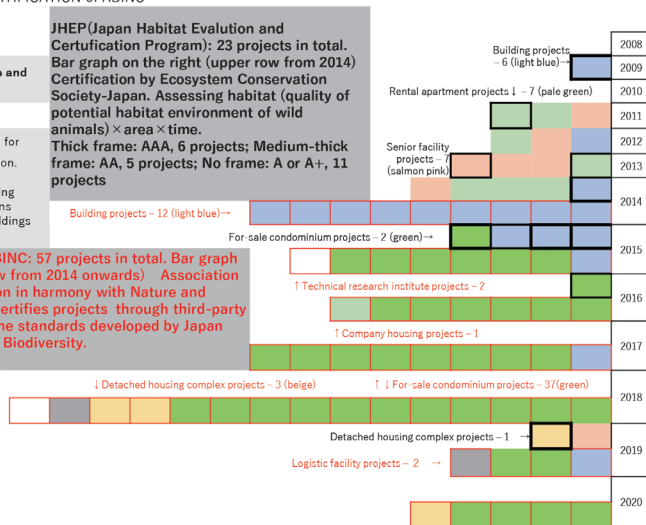 JHEP(Japan Habitat Evalution and
Certufication Program): 23 projects in total.
Bar graph on the right (upper row from 2014)
Certification by Ecosystem Conservation
Society-Japan. Assessing habitat (quality of
potential habitat environment of wild
animals)×area×time.
Thick frame: AAA, 6 projects; Medium-thick
frame: AA, 5 projects; No frame: A or A+, 11
projects
and
for
on.
ng
ns
ldings
INC: 57 projects in total. Bar graph
w from 2014 onwards) Association
on in harmony with Nature and
ertifies projects through third-party
he standards developed by Japan
Biodiversity.
Building projects
– 6 (light blue)→
Rental apartment projects↓ – 7 (pale green)
Senior facility
projects – 7
(salmon pink)
Building projects – 12 (light blue)→
For-sale condominium projects – 2 (green)→
↑Technical research institute projects – 2
↑Company housing projects – 1
↓Detached housing complex projects – 3 (beige)
↑ ↓For-sale condominium projects – 37(green)
Detached housing complex projects – 1 →
Logistic facility projects – 2 →
2008
2009
2010
2011
2012
2013
2014
2015
2016
2017
2018
2019
2020